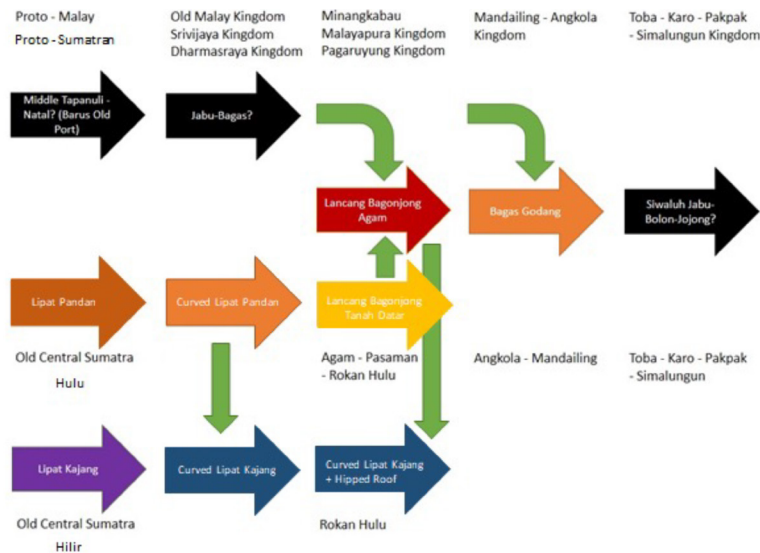 Proto - Malay
Proto - Sumatran
Old Malay Kingdom
Srivijaya Kingdom
Dharmasraya Kingdom
Minangkabau
Malayapura Kingdom
Pagaruyung Kingdom
Mandailing - Angkola
Kingdom
Toba - Karo - Pakpak
- Simalungun Kingdom
Middle Tapanuli -
Natal? (Barus Old
Port)
Jabu-Bagas?
Lancang Bagonjong
Agam
Bagas Godang
Siwaluh Jabu-
Bolon-Jojong?
Lipat Pandan
Curved Lipat Pandan
Lancang Bagonjong
Tanah Datar
Old Central Sumatra
Hulu
Agam - Pasaman
- Rokan Hulu
Angkola - Mandailing
Toba - Karo - Pakpak
- Simalungun
Lipat Kajang
Curved Lipat Kajang
Curved Lipat Kajang
+ Hipped Roof
Old Central Sumatra
Hilir
Rokan Hulu